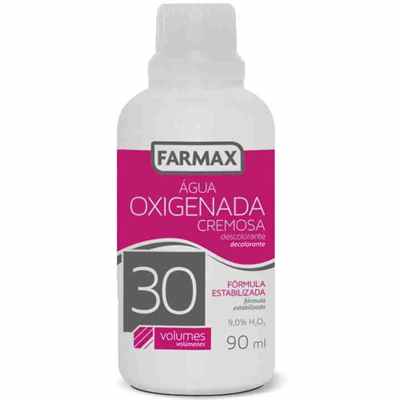 FARMAX
ÁGUA
OXIGENADA
CREMOSA
descolorante
decolorante
30
volumes
volúmenes
FÓRMULA
ESTABILIZADA
fórmula
estabilizada
9,0% H₂O₂
90 ml